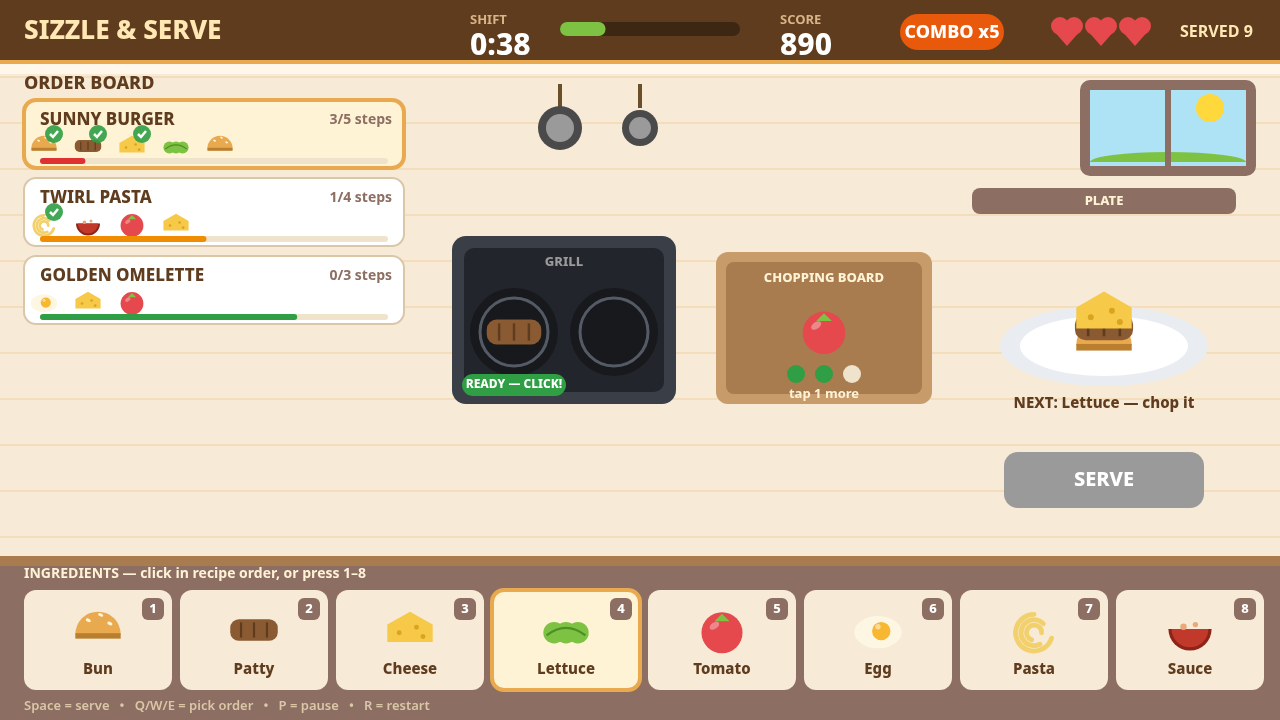 SIZZLE & SERVE
SHIFT
0:38
SCORE
890
COMBO x5
SERVED 9
ORDER BOARD
SUNNY BURGER
3/5 steps
TWIRL PASTA
1/4 steps
GOLDEN OMELETTE
0/3 steps
PLATE
GRILL
READY — CLICK!
CHOPPING BOARD
tap 1 more
NEXT: Lettuce — chop it
SERVE
INGREDIENTS — click in recipe order, or press 1–8
1
Bun
2
Patty
3
Cheese
4
Lettuce
5
Tomato
6
Egg
7
Pasta
8
Sauce
Space = serve • Q/W/E = pick order • P = pause • R = restart